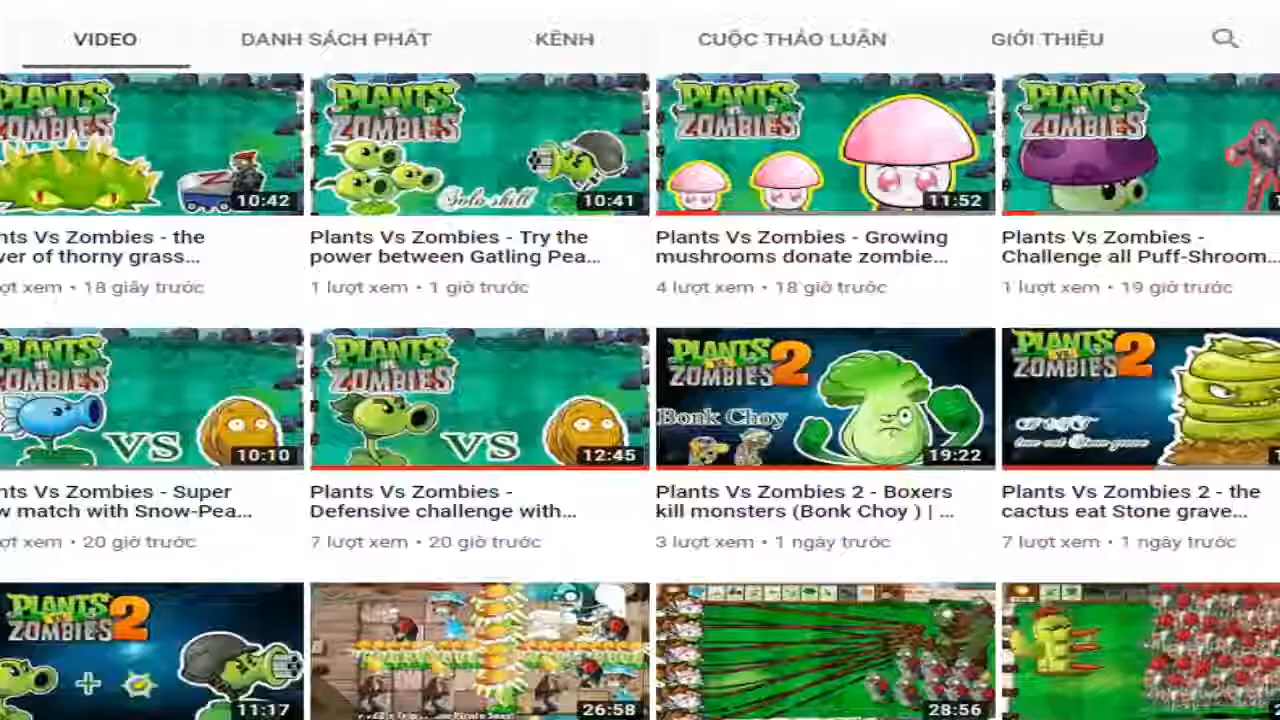 VIDEO DANH SÁCH PHÁT KÊNH CUỘC THẢO LUẬN GIỚI THIỆU
PLANTS VS ZOMBIES PLANTS VS ZOMBIES PLANTS VS ZOMBIES PLANTS VS ZOMBIES
Solo skill
10:42 10:41 11:52
nts Vs Zombies - the
ver of thorny grass...
ợt xem • 18 giây trước
Plants Vs Zombies - Try the
power between Gatling Pea...
1 lượt xem • 1 giờ trước
Plants Vs Zombies - Growing
mushrooms donate zombie...
4 lượt xem • 18 giờ trước
Plants Vs Zombies -
Challenge all Puff-Shroom...
1 lượt xem • 19 giờ trước
PLANTS VS ZOMBIES PLANTS VS ZOMBIES PLANTS VS ZOMBIES 2 PLANTS VS ZOMBIES 2
VS VS Bonk Choy
10:10 12:45 19:22
nts Vs Zombies - Super
w match with Snow-Pea...
ợt xem • 20 giờ trước
Plants Vs Zombies -
Defensive challenge with...
7 lượt xem • 20 giờ trước
Plants Vs Zombies 2 - Boxers
kill monsters (Bonk Choy ) | ...
3 lượt xem • 1 ngày trước
Plants Vs Zombies 2 - the
cactus eat Stone grave...
7 lượt xem • 1 ngày trước
PLANTS VS ZOMBIES 2
11:17 26:58 28:56